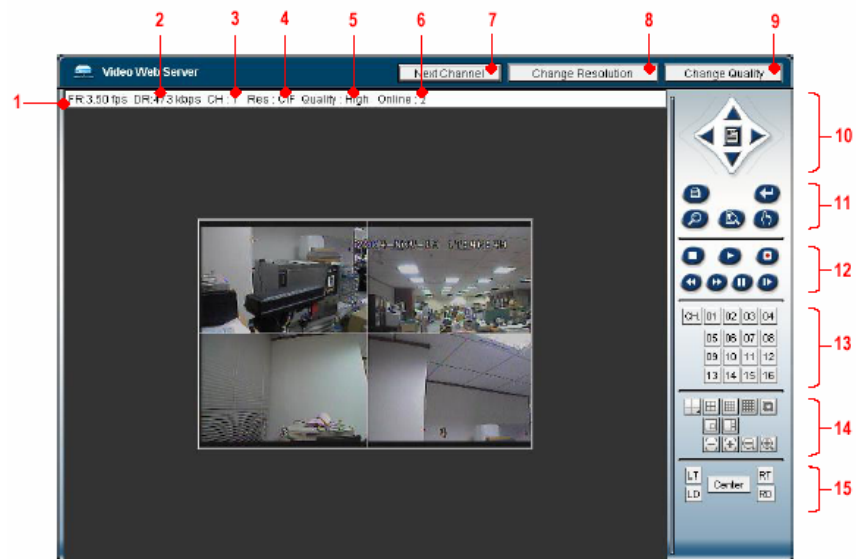 2 3 4 5 6 7 8 9
Video Web Server Next Channel Change Resolution Change Quality
1 FR:3.50 fps DR:473 kbps CH : 1 Res : CIF Quality : High Online : 2
10
11
12
CH. 01 02 03 04
05 06 07 08
13
09 10 11 12
13 14 15 16
14
LT Center RT
15
LD RD